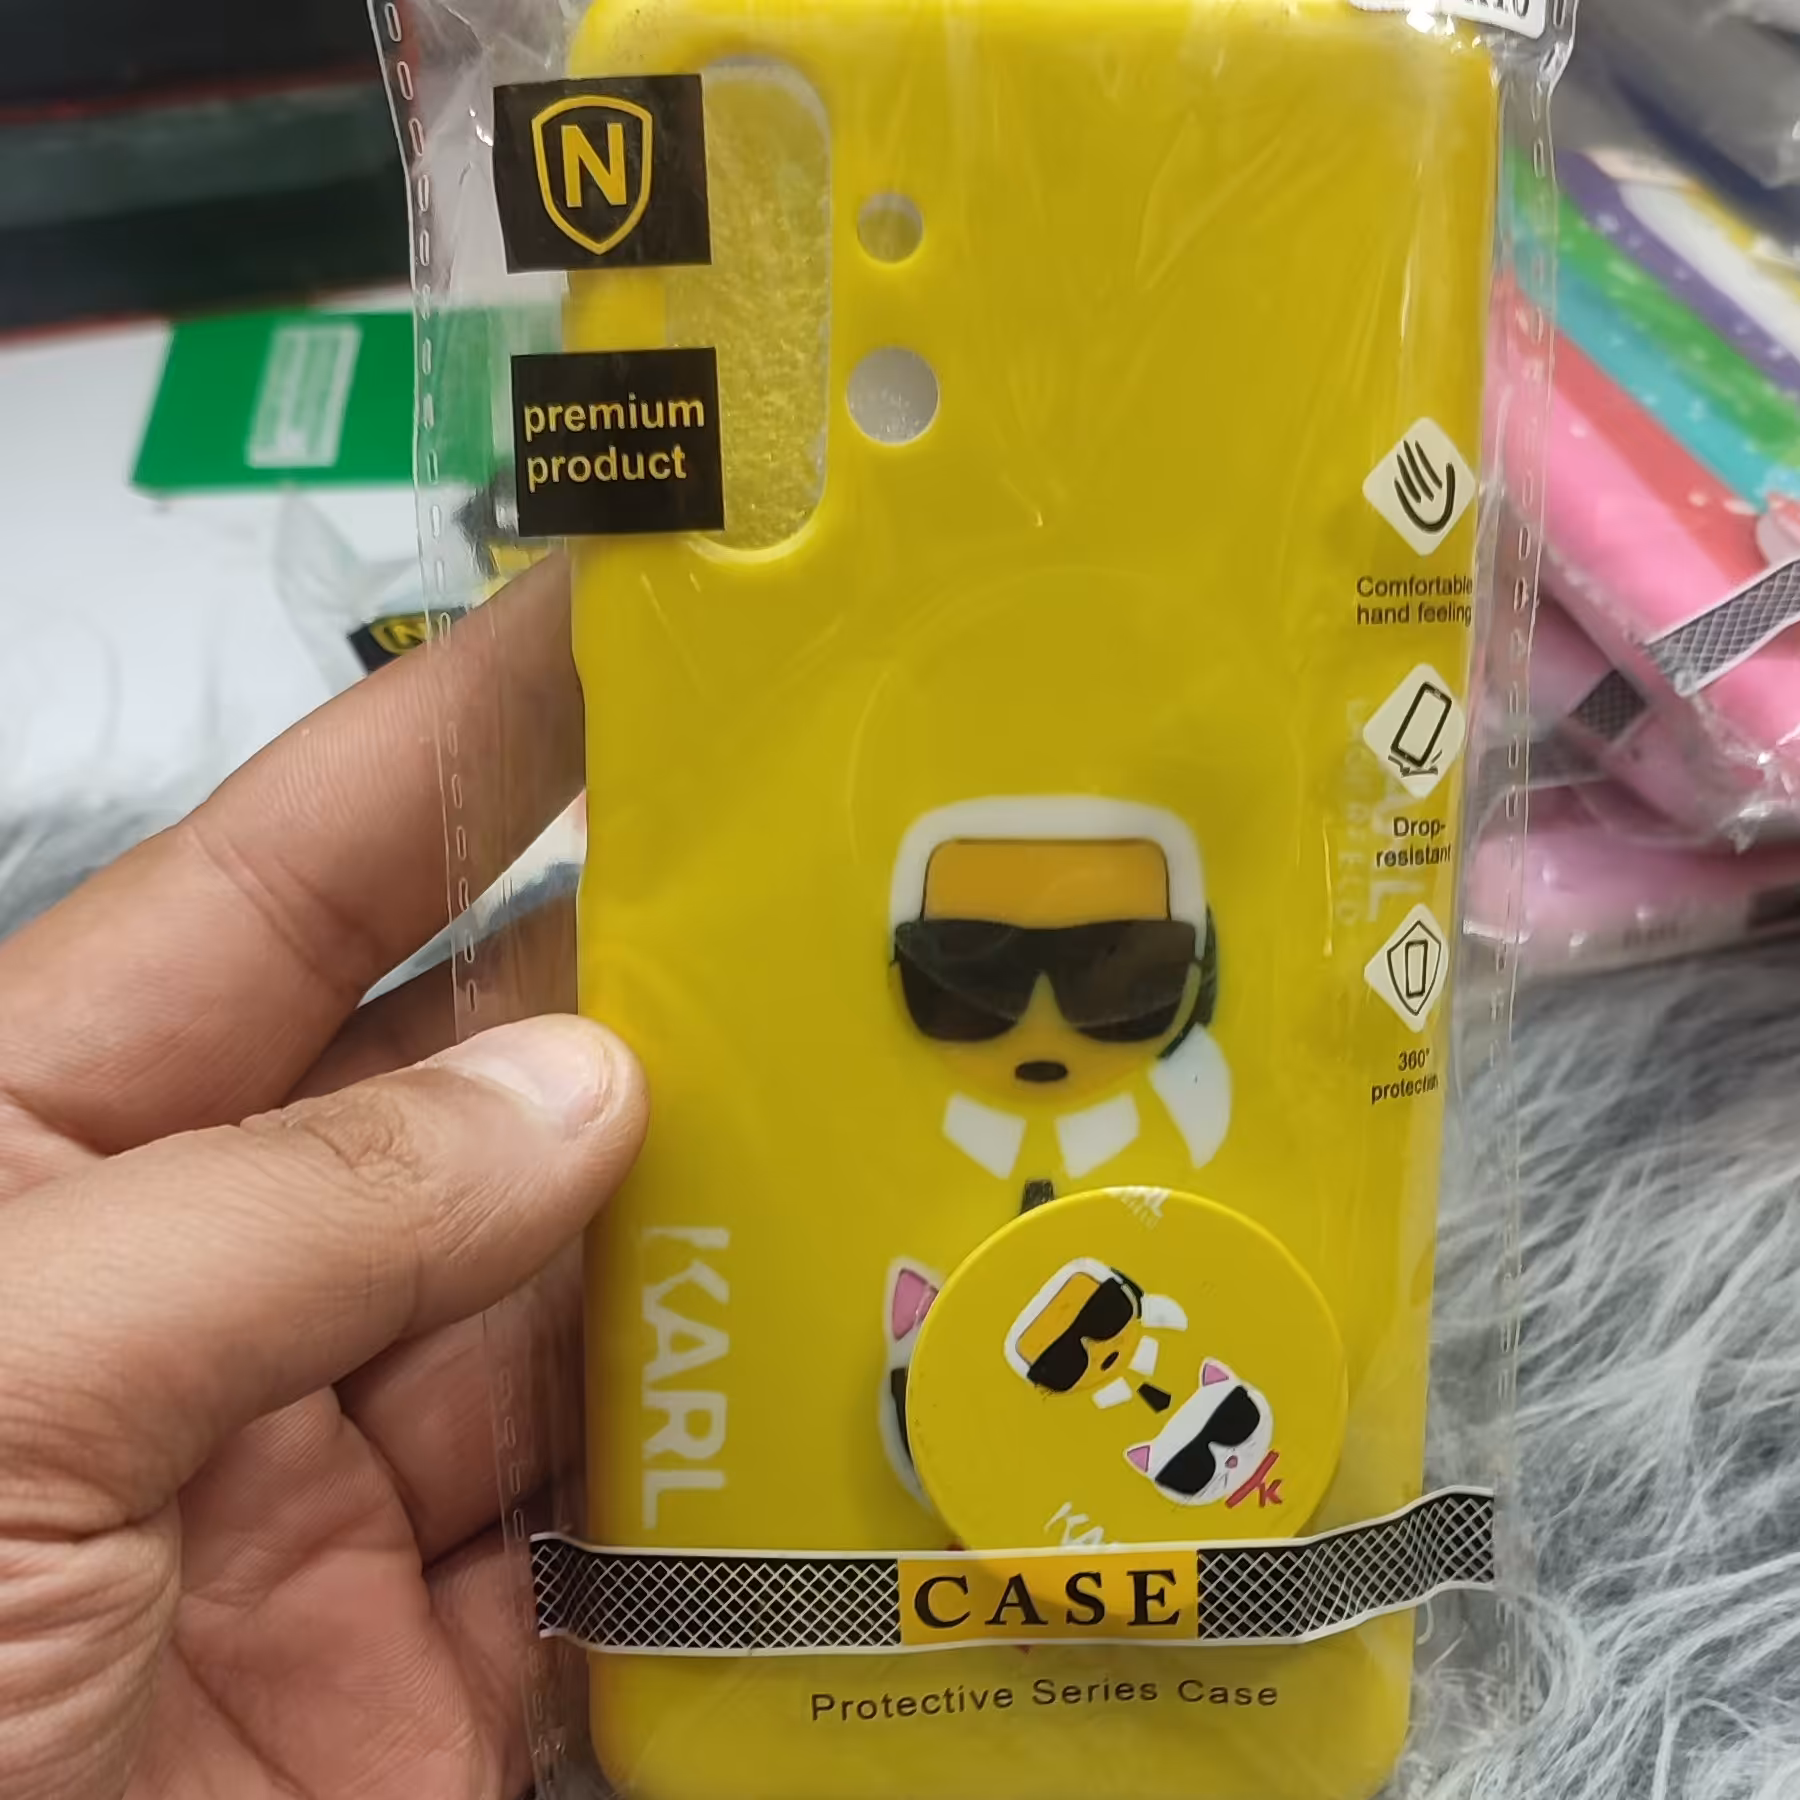 N
premium
product
Comfortable
hand feeling
Drop-
resistant
360°
protection
KARL
K
CASE
Protective Series Case